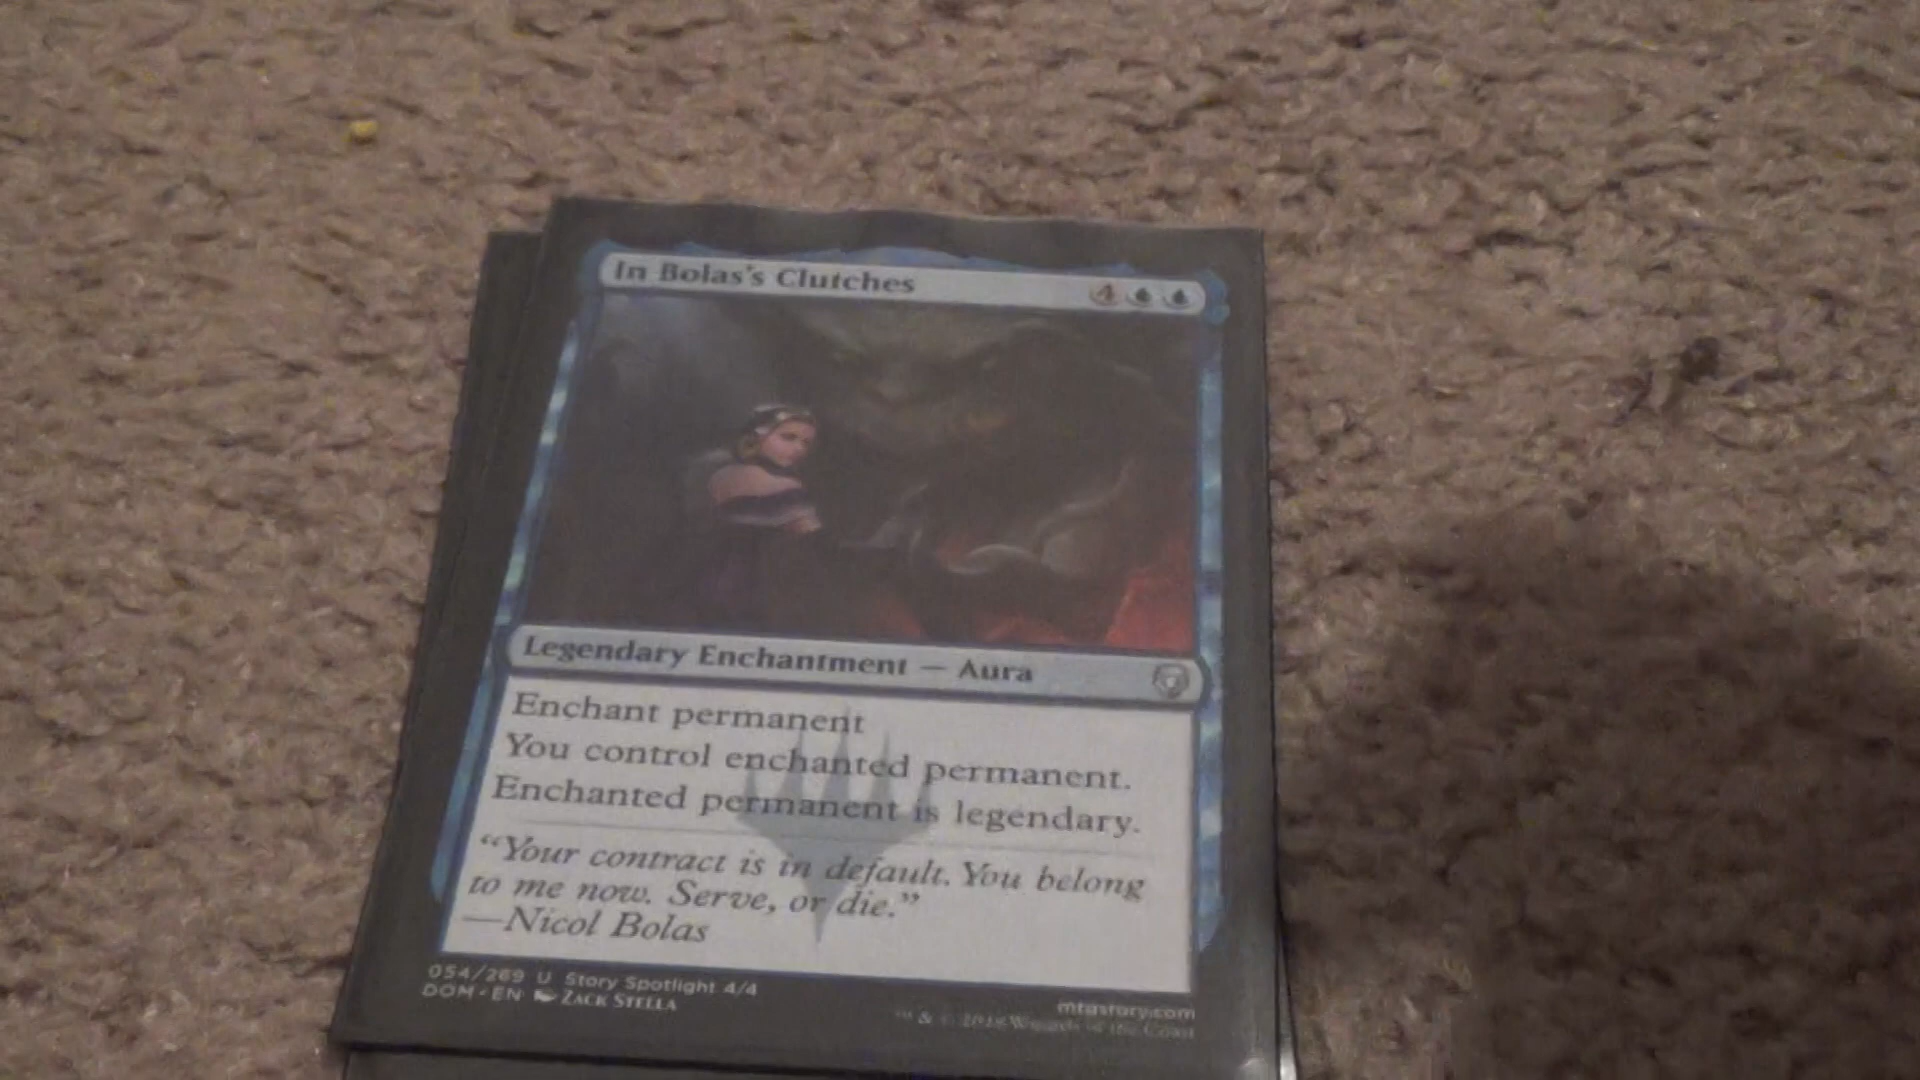 In Bolas's Clutches
4
Legendary Enchantment — Aura
Enchant permanent
You control enchanted permanent.
Enchanted permanent is legendary.
“Your contract is in default. You belong
to me now. Serve, or die.”
—Nicol Bolas
054/269 U Story Spotlight 4/4
DOM • EN Zack Stella
mtgstory.com
™ & © 2018 Wizards of the Coast